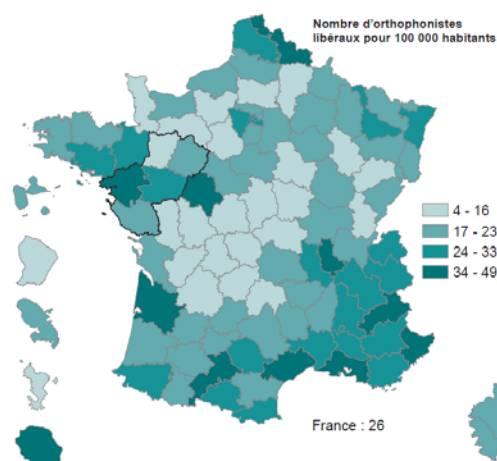 Nombre d'orthophonistes
libéraux pour 100 000 habitants
4 - 16
17 - 23
24 - 33
34 - 49
France : 26